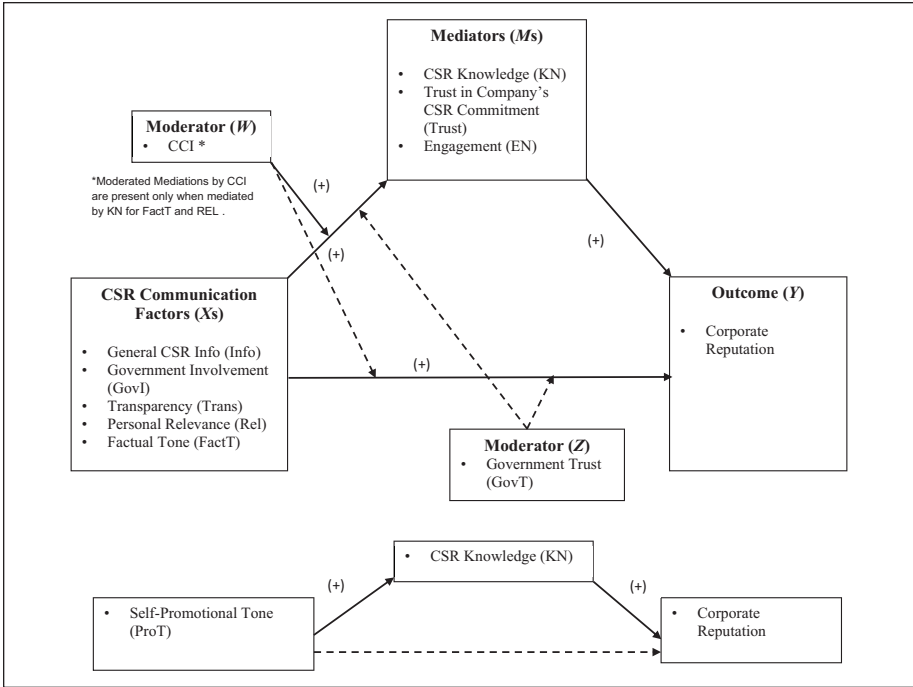 Mediators (Ms)
• CSR Knowledge (KN)
• Trust in Company's
CSR Commitment
(Trust)
• Engagement (EN)
Moderator (W)
• CCI *
*Moderated Mediations by CCI
are present only when mediated
by KN for FactT and REL .
(+)
(+)
(+)
CSR Communication
Factors (Xs)
• General CSR Info (Info)
• Government Involvement
(GovI)
• Transparency (Trans)
• Personal Relevance (Rel)
• Factual Tone (FactT)
(+)
Outcome (Y)
• Corporate
Reputation
Moderator (Z)
• Government Trust
(GovT)
• CSR Knowledge (KN)
(+)
(+)
• Self-Promotional Tone
(ProT)
• Corporate
Reputation